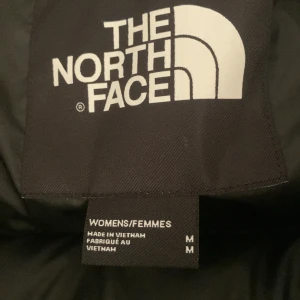 THE
NORTH
FACE
®
WOMENS/FEMMES
MADE IN VIETNAM M
FABRIQUÉ AU
VIETNAM M